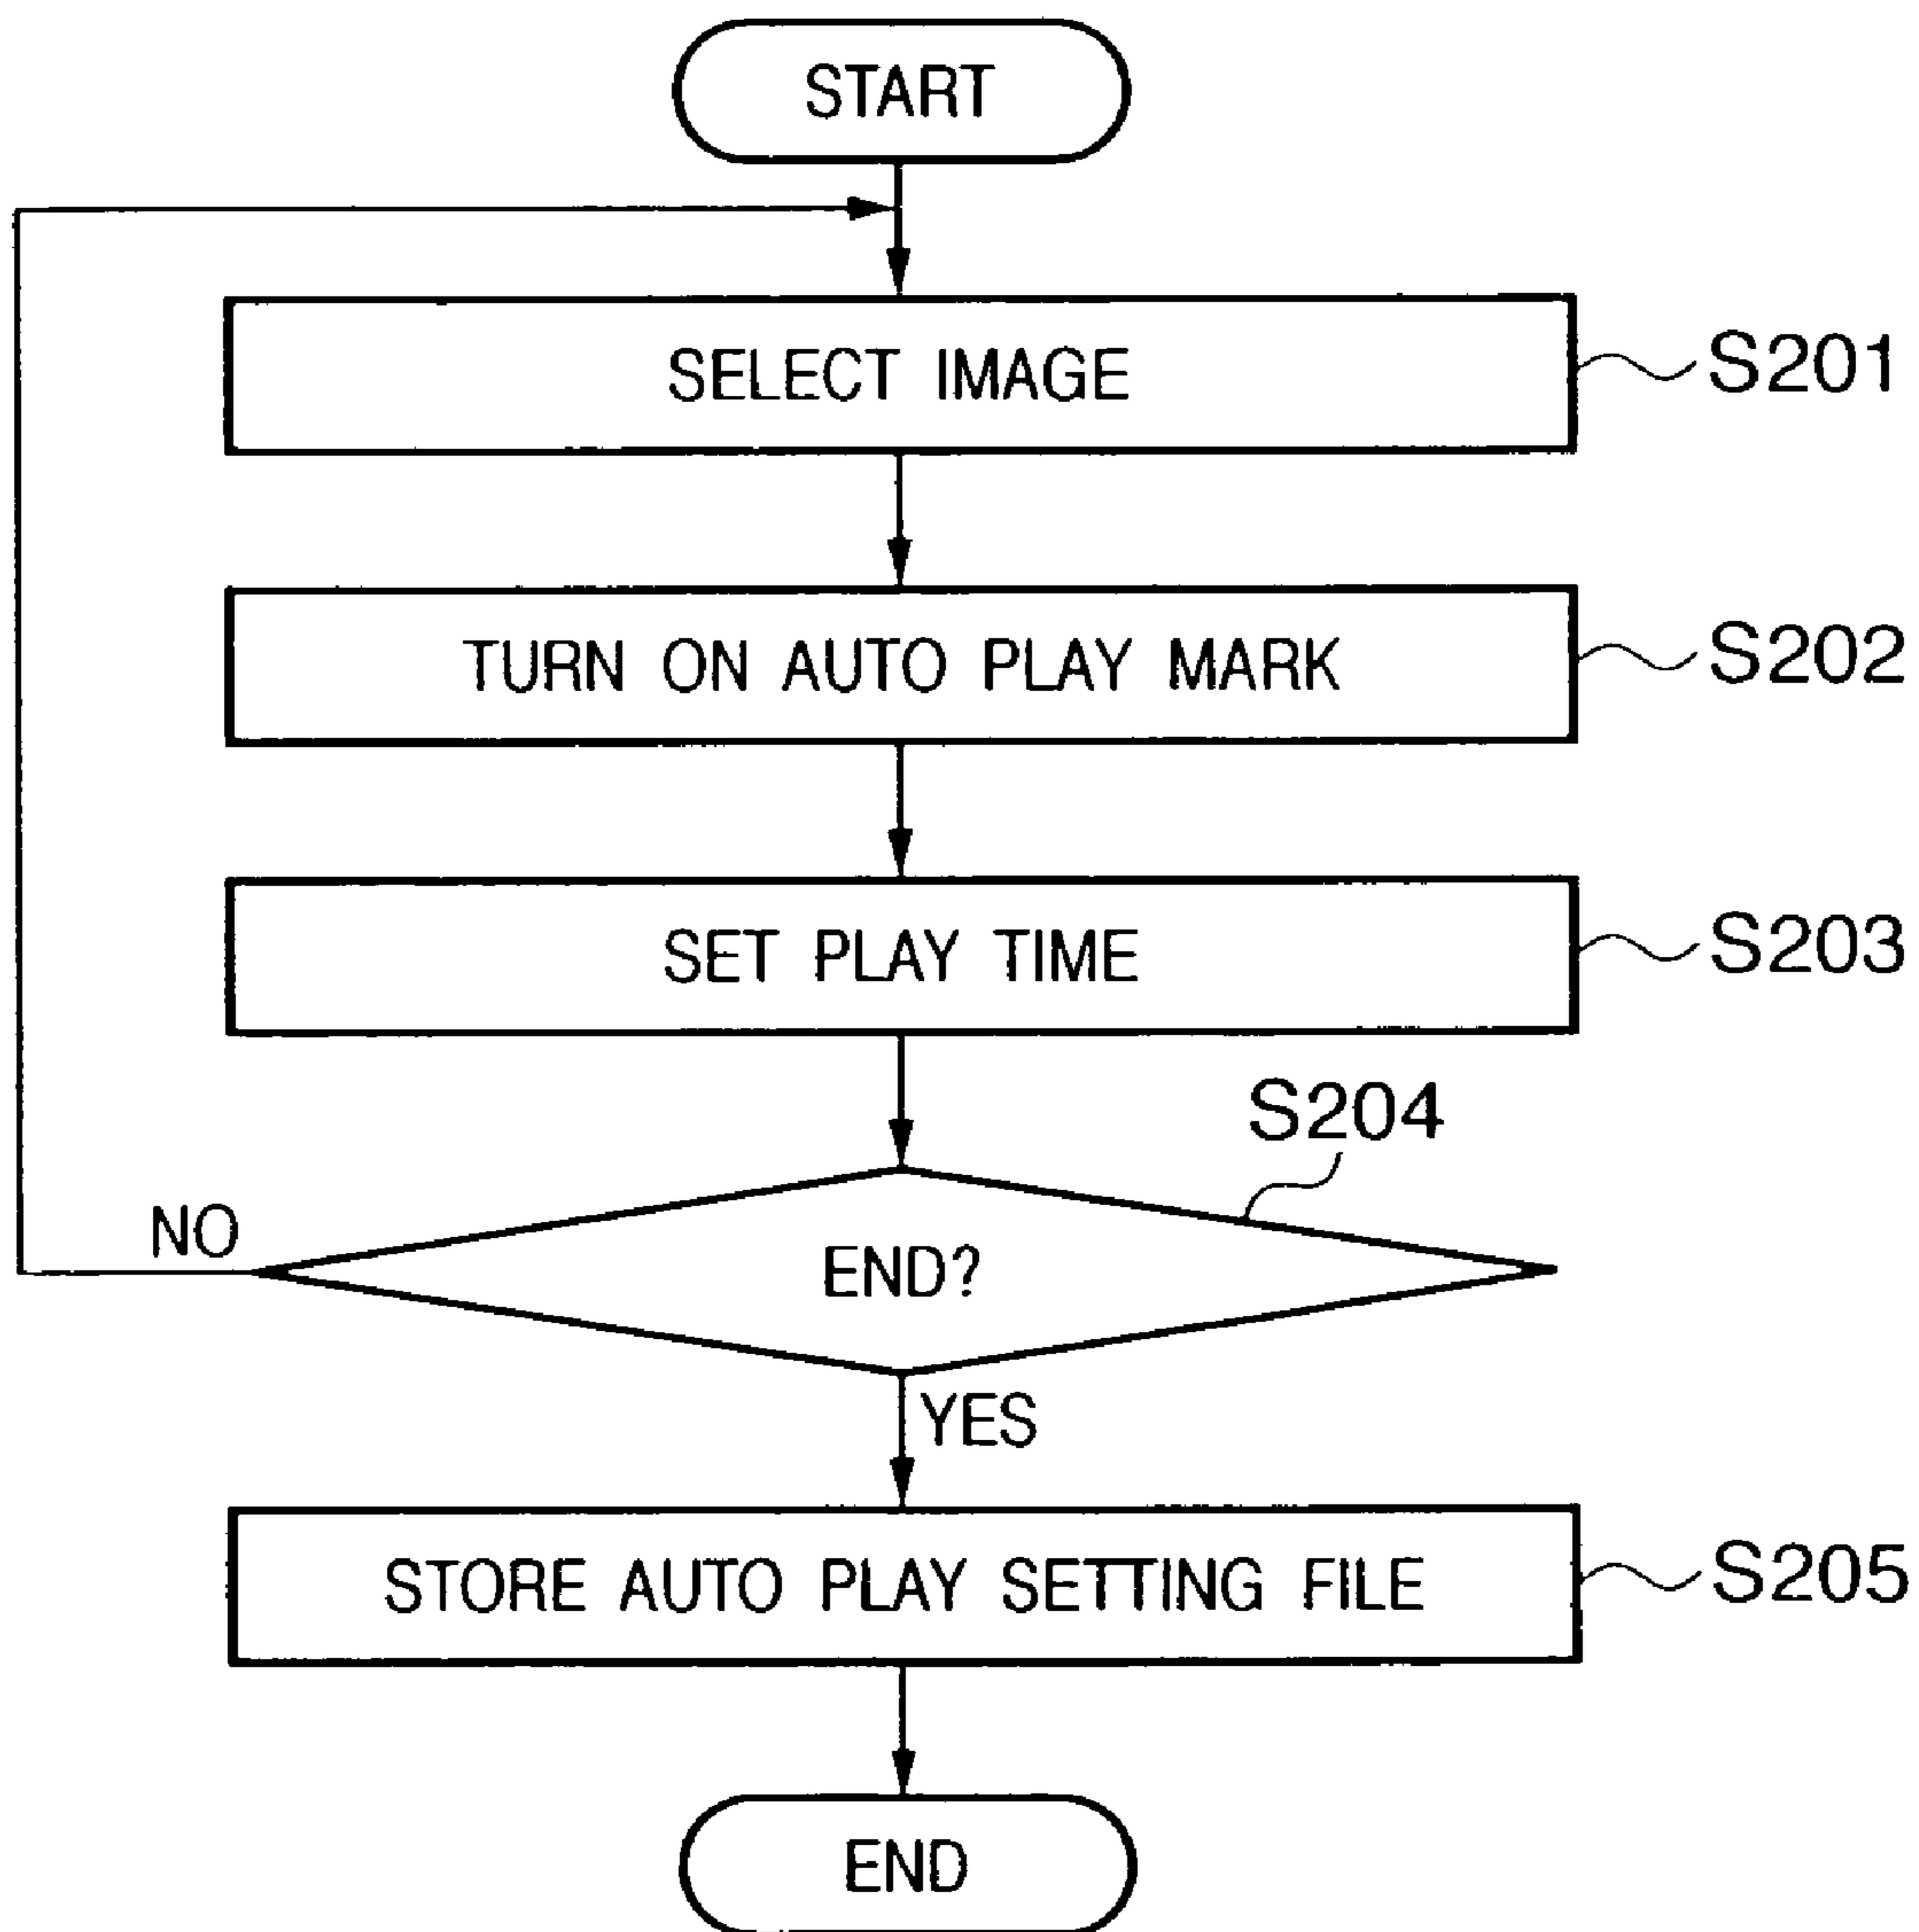 START
SELECT IMAGE
S201
TURN ON AUTO PLAY MARK
S202
SET PLAY TIME
S203
S204
NO
END?
YES
STORE AUTO PLAY SETTING FILE
S205
END